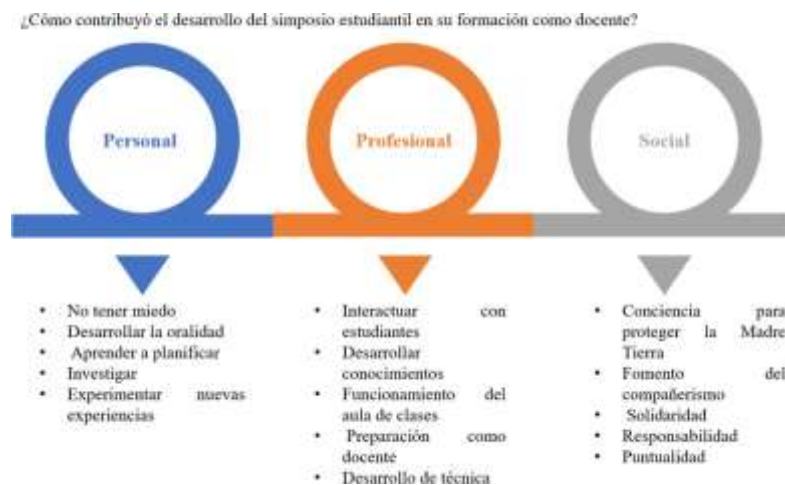 ¿Cómo contribuyó el desarrollo del simposio estudiantil en su formación como docente?
Personal
Profesional
Social
• No tener miedo
• Desarrollar la oralidad
• Aprender a planificar
• Investigar
• Experimentar nuevas
experiencias
• Interactuar con
estudiantes
• Desarrollar
conocimientos
• Funcionamiento del
aula de clases
• Preparación como
docente
• Desarrollo de técnica
• Conciencia para
proteger la Madre
Tierra
• Fomento del
compañerismo
• Solidaridad
• Responsabilidad
• Puntualidad